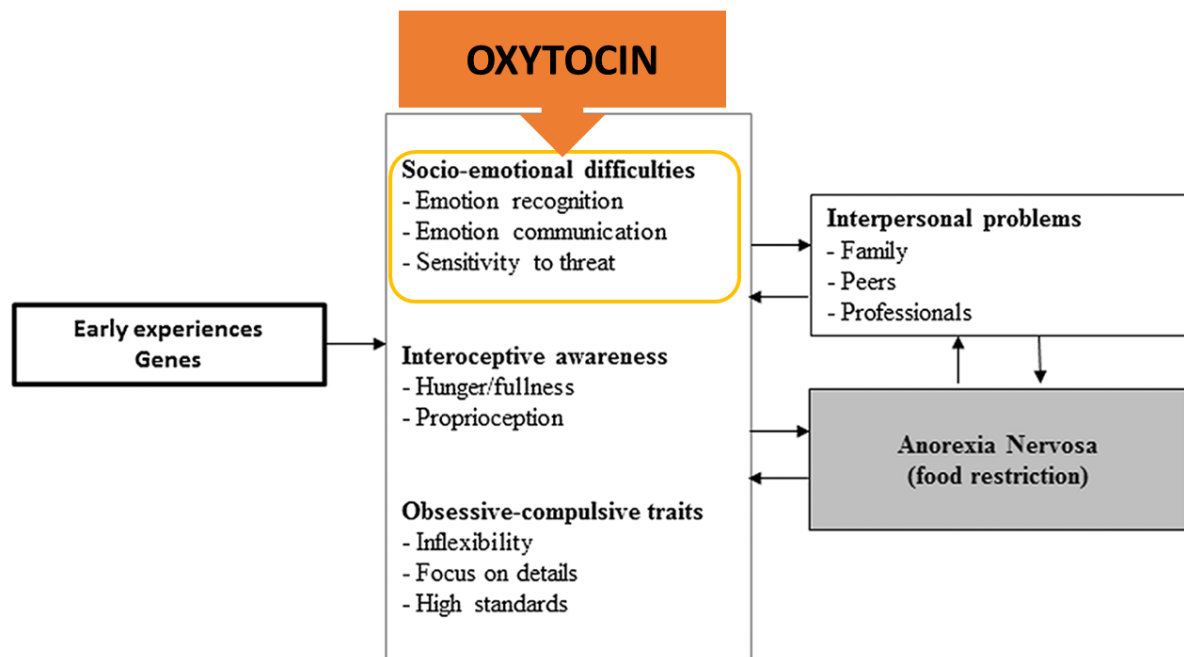 OXYTOCIN
Early experiences
Genes
Socio-emotional difficulties
- Emotion recognition
- Emotion communication
- Sensitivity to threat
Interoceptive awareness
- Hunger/fullness
- Proprioception
Obsessive-compulsive traits
- Inflexibility
- Focus on details
- High standards
Interpersonal problems
- Family
- Peers
- Professionals
Anorexia Nervosa
(food restriction)